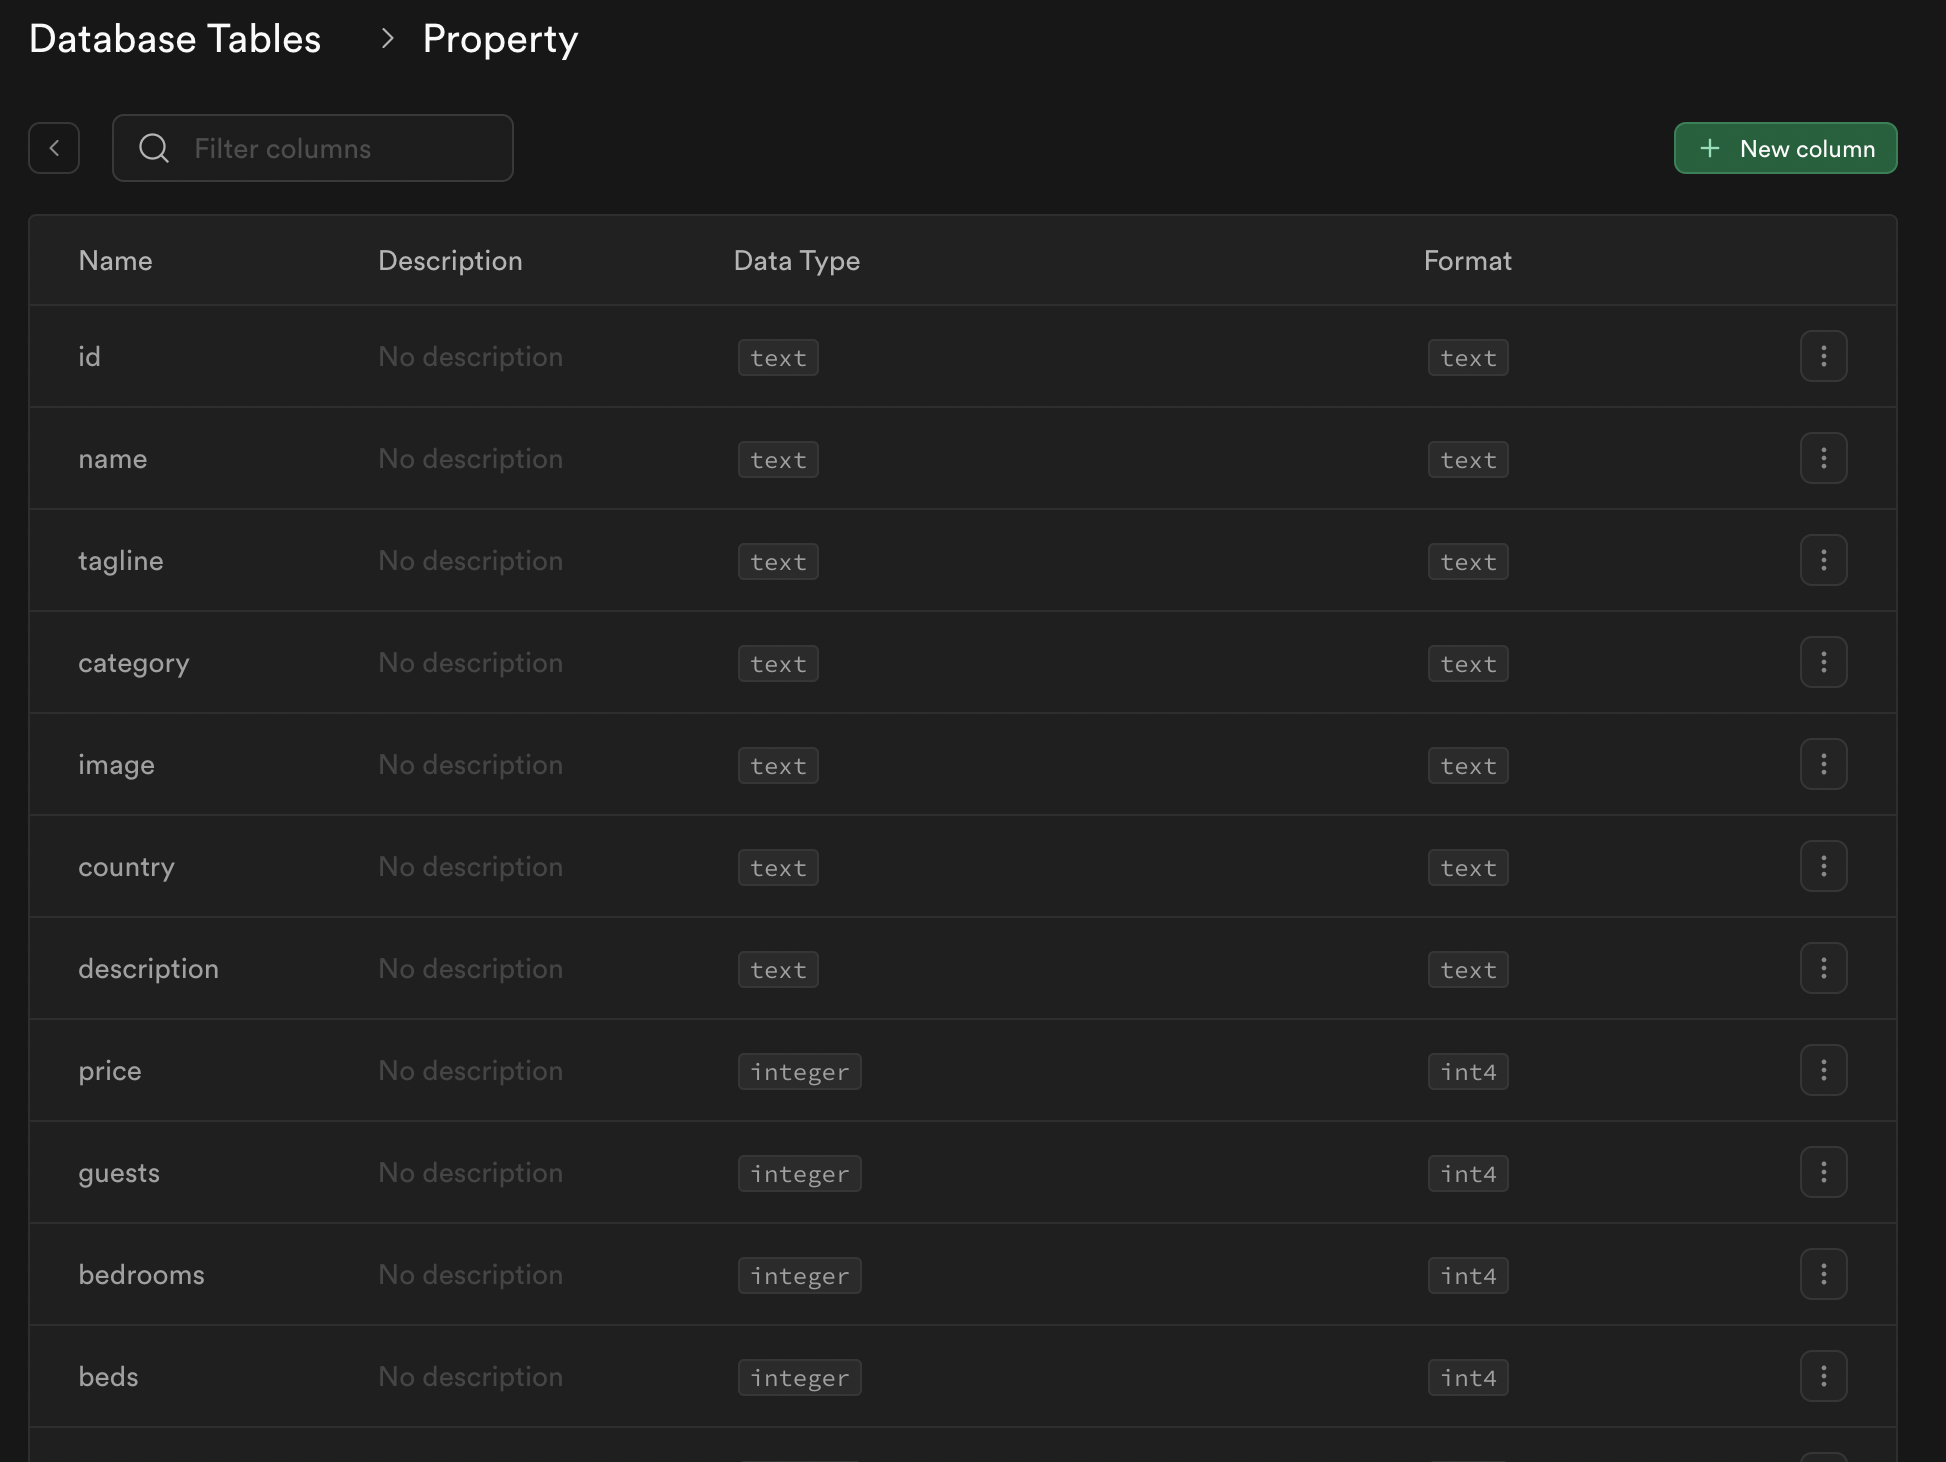 Database Tables > Property
Filter columns
New column
Name Description Data Type Format
id No description text text
name No description text text
tagline No description text text
category No description text text
image No description text text
country No description text text
description No description text text
price No description integer int4
guests No description integer int4
bedrooms No description integer int4
beds No description integer int4